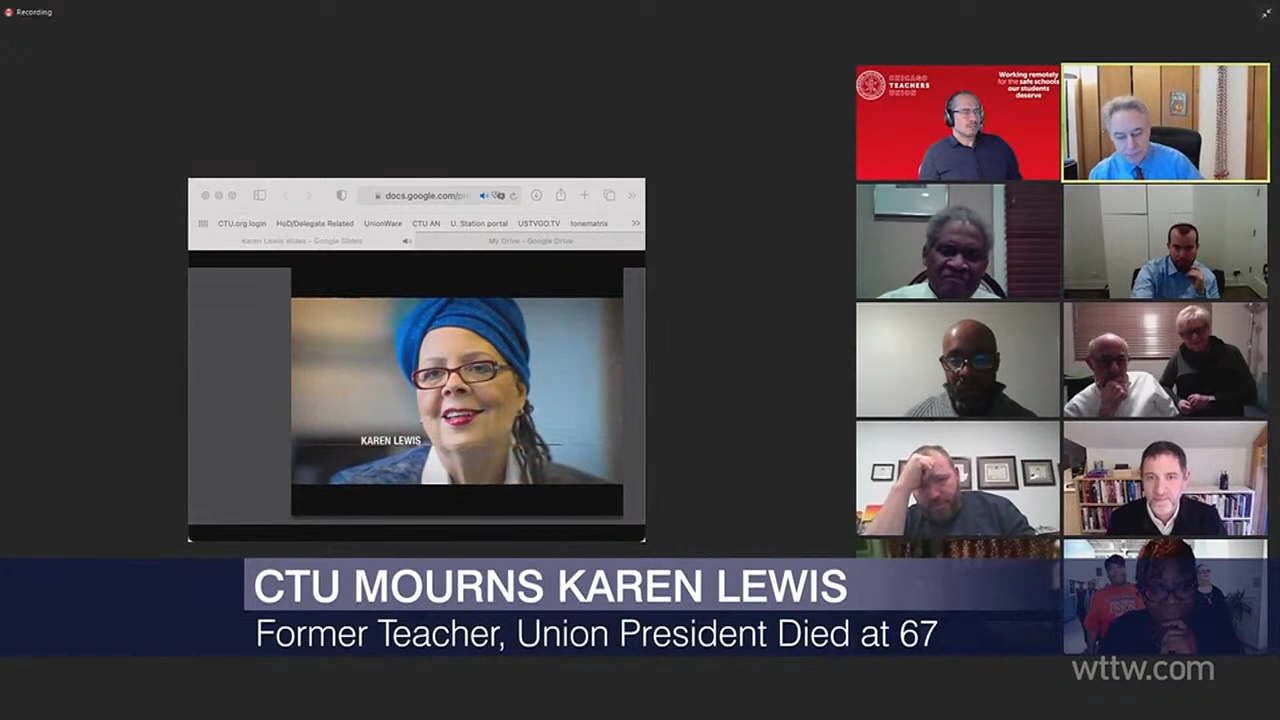 Recording
CHICAGO
TEACHERS
UNION
Working remotely
for the safe schools
our students
deserve
docs.google.com/pr
CTU.org login HoD/Delegate Related UnionWare CTU AN U. Station portal USTVGO.TV tonematrix
Karen Lewis slides – Google Slides My Drive - Google Drive
KAREN LEWIS
CTU MOURNS KAREN LEWIS
Former Teacher, Union President Died at 67
wttw.com